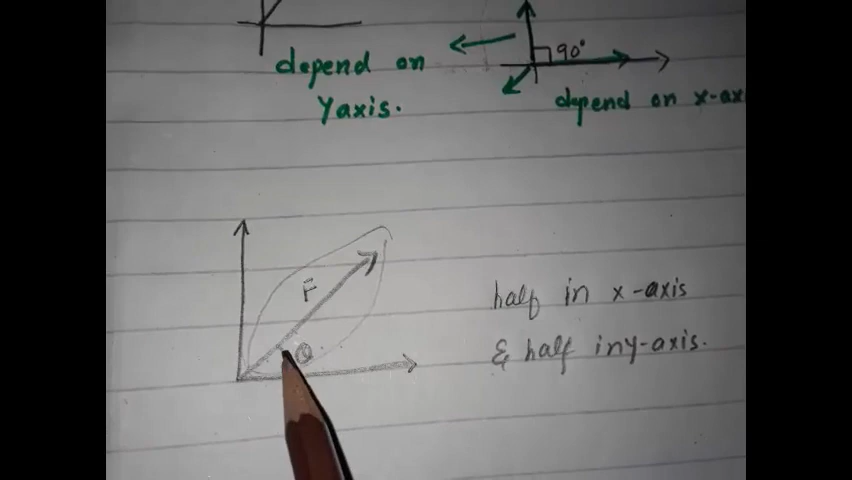 depend on
Yaxis.
90°
depend on x-ax
F
θ
half in x-axis
& half in y-axis.